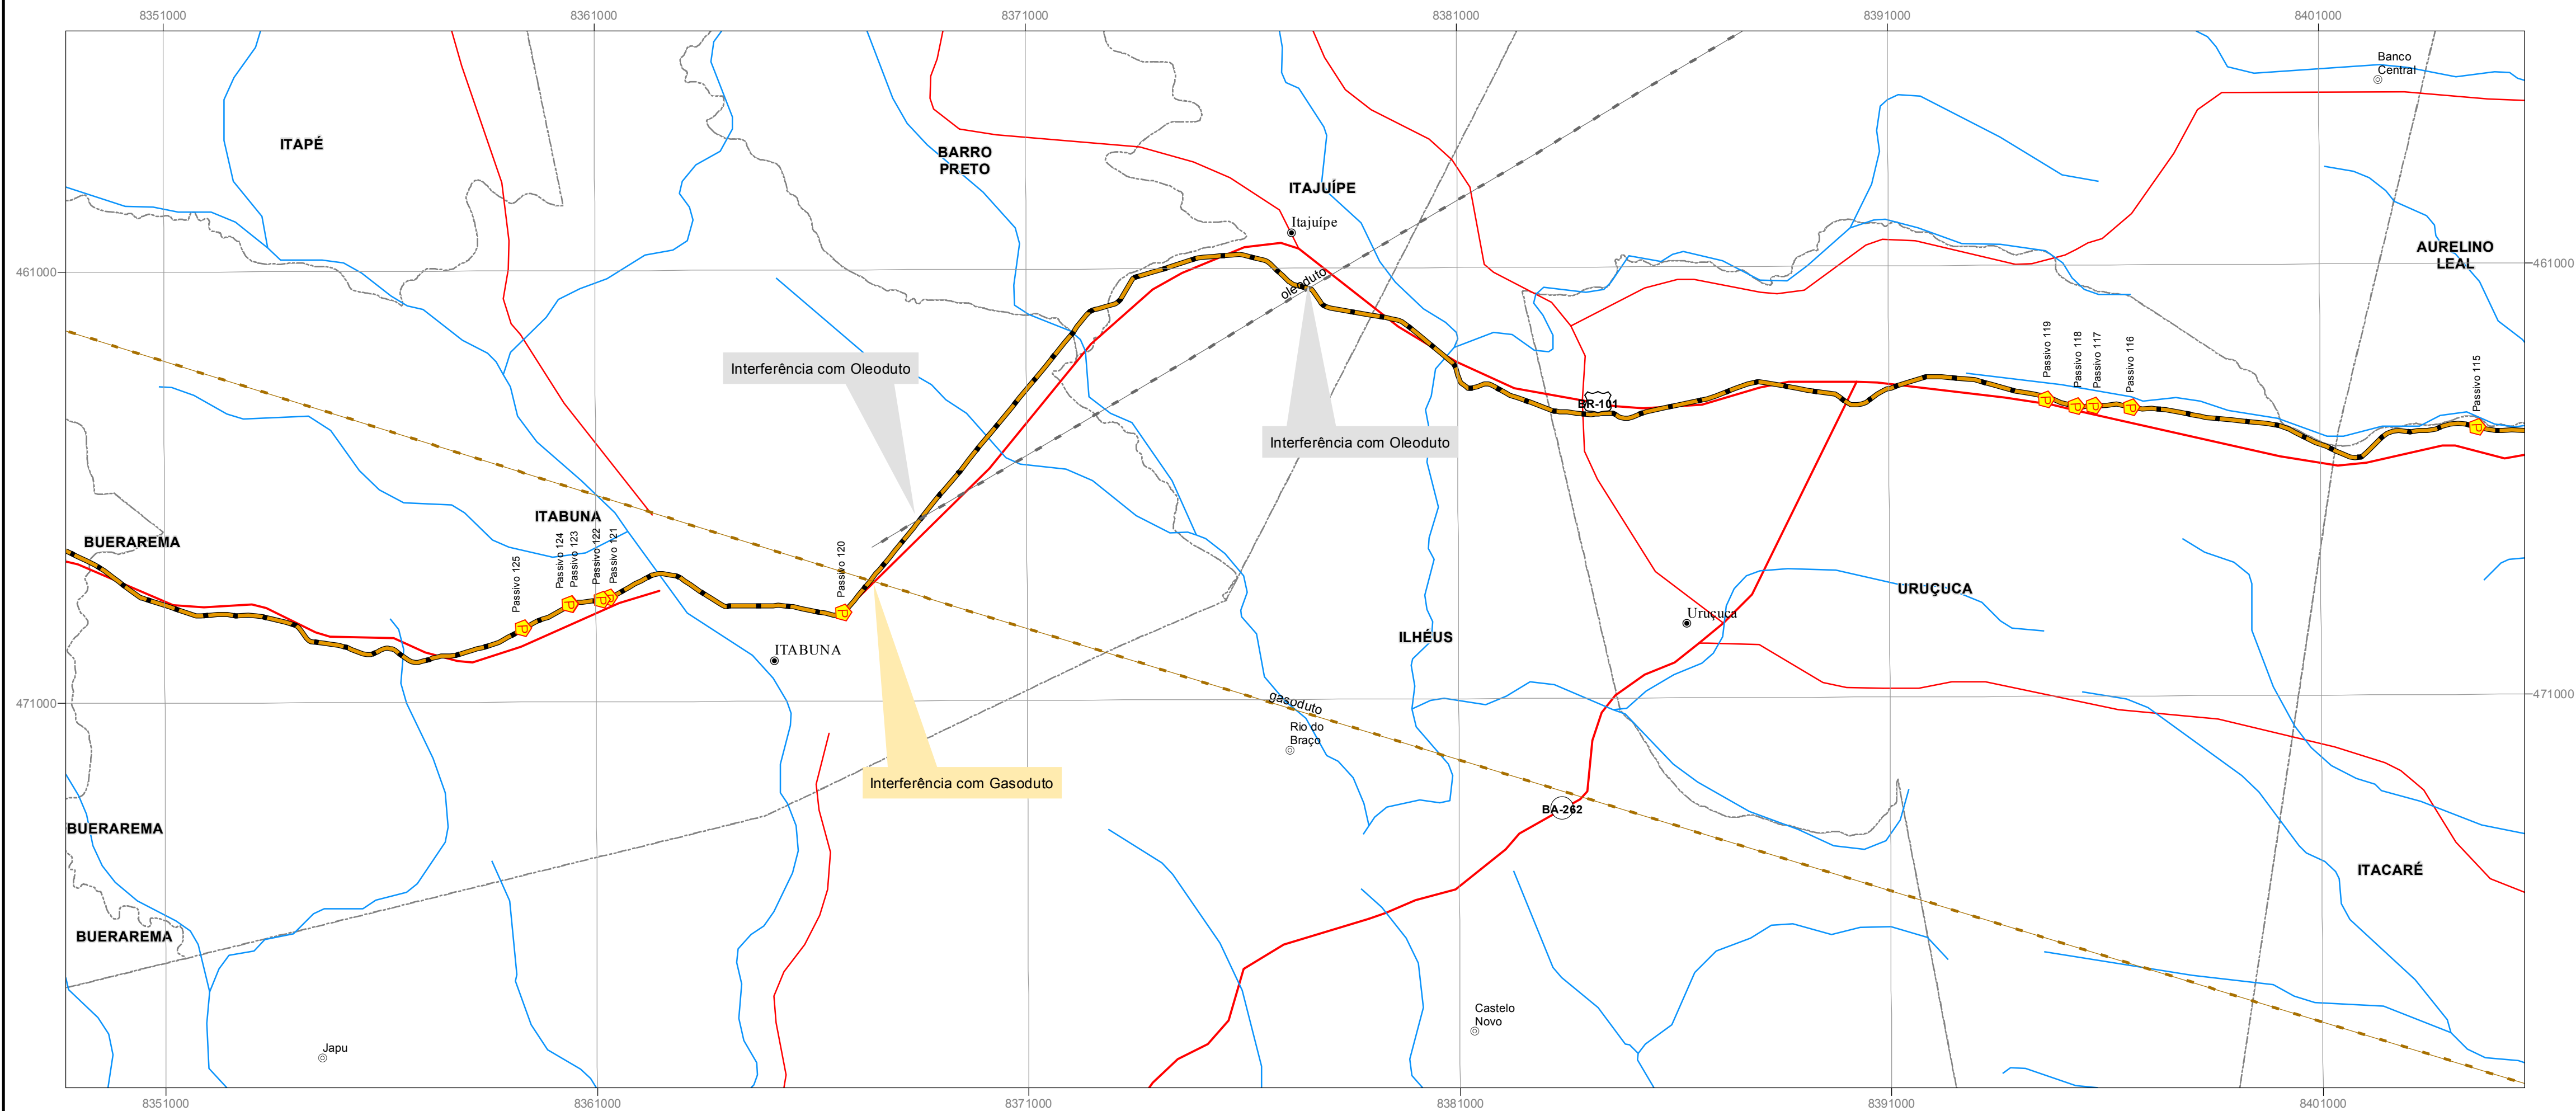 8351000
8361000
8371000
8381000
8391000
8401000
Banco
Central
ITAPÉ
BARRO
PRETO
ITAJUÍPE
Itajuípe
AURELINO
LEAL
461000
461000
oleoduto
Interferência com Oleoduto
Interferência com Oleoduto
BR-101
Passivo 119
Passivo 118
Passivo 117
Passivo 116
Passivo 115
P
P
P
P
P
BUERAREMA
ITABUNA
Passivo 125
Passivo 124
Passivo 123
Passivo 122
Passivo 121
Passivo 120
P
P
P
P
P
ITABUNA
Uruçuca
URUÇUCA
ILHÉUS
471000
471000
gasoduto
Rio do
Braço
Interferência com Gasoduto
BA-262
BUERAREMA
ITACARÉ
BUERAREMA
Castelo
Novo
Japu
8351000
8361000
8371000
8381000
8391000
8401000